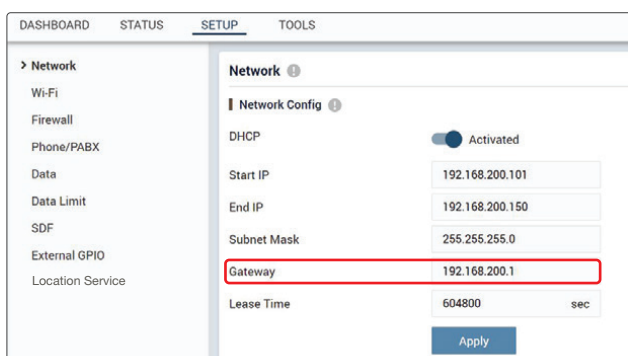 DASHBOARD STATUS SETUP TOOLS
Network
Wi-Fi
Firewall
Phone/PABX
Data
Data Limit
SDF
External GPIO
Location Service
Network
Network Config
DHCP Activated
Start IP 192.168.200.101
End IP 192.168.200.150
Subnet Mask 255.255.255.0
Gateway 192.168.200.1
Lease Time 604800 sec
Apply